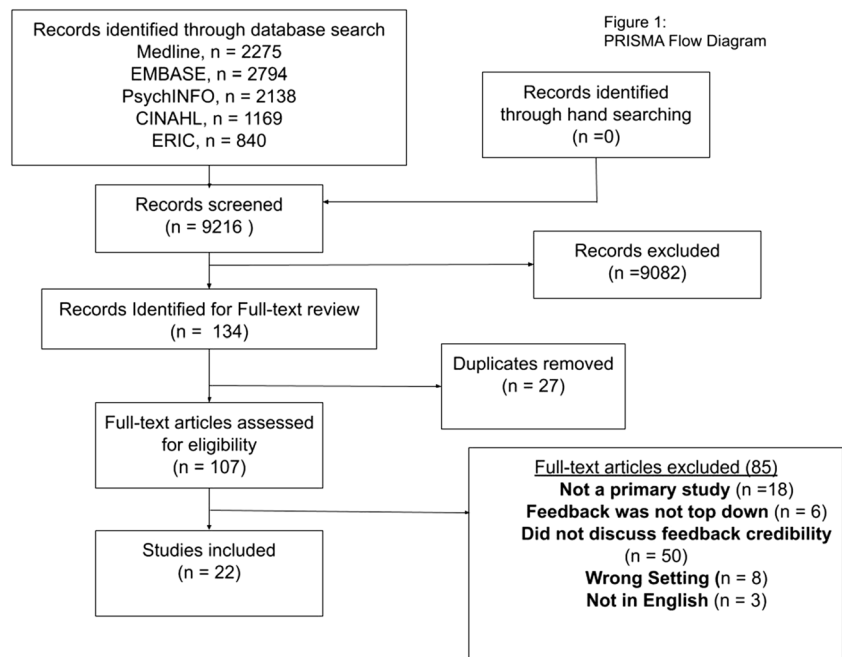 Figure 1:
PRISMA Flow Diagram
Records identified through database search
Medline, n = 2275
EMBASE, n = 2794
PsychINFO, n = 2138
CINAHL, n = 1169
ERIC, n = 840
Records identified
through hand searching
(n =0)
Records screened
(n = 9216 )
Records excluded
(n =9082)
Records Identified for Full-text review
(n = 134)
Duplicates removed
(n = 27)
Full-text articles assessed
for eligibility
(n = 107)
Full-text articles excluded (85)
Not a primary study (n =18)
Feedback was not top down (n = 6)
Did not discuss feedback credibility
(n = 50)
Wrong Setting (n = 8)
Not in English (n = 3)
Studies included
(n = 22)